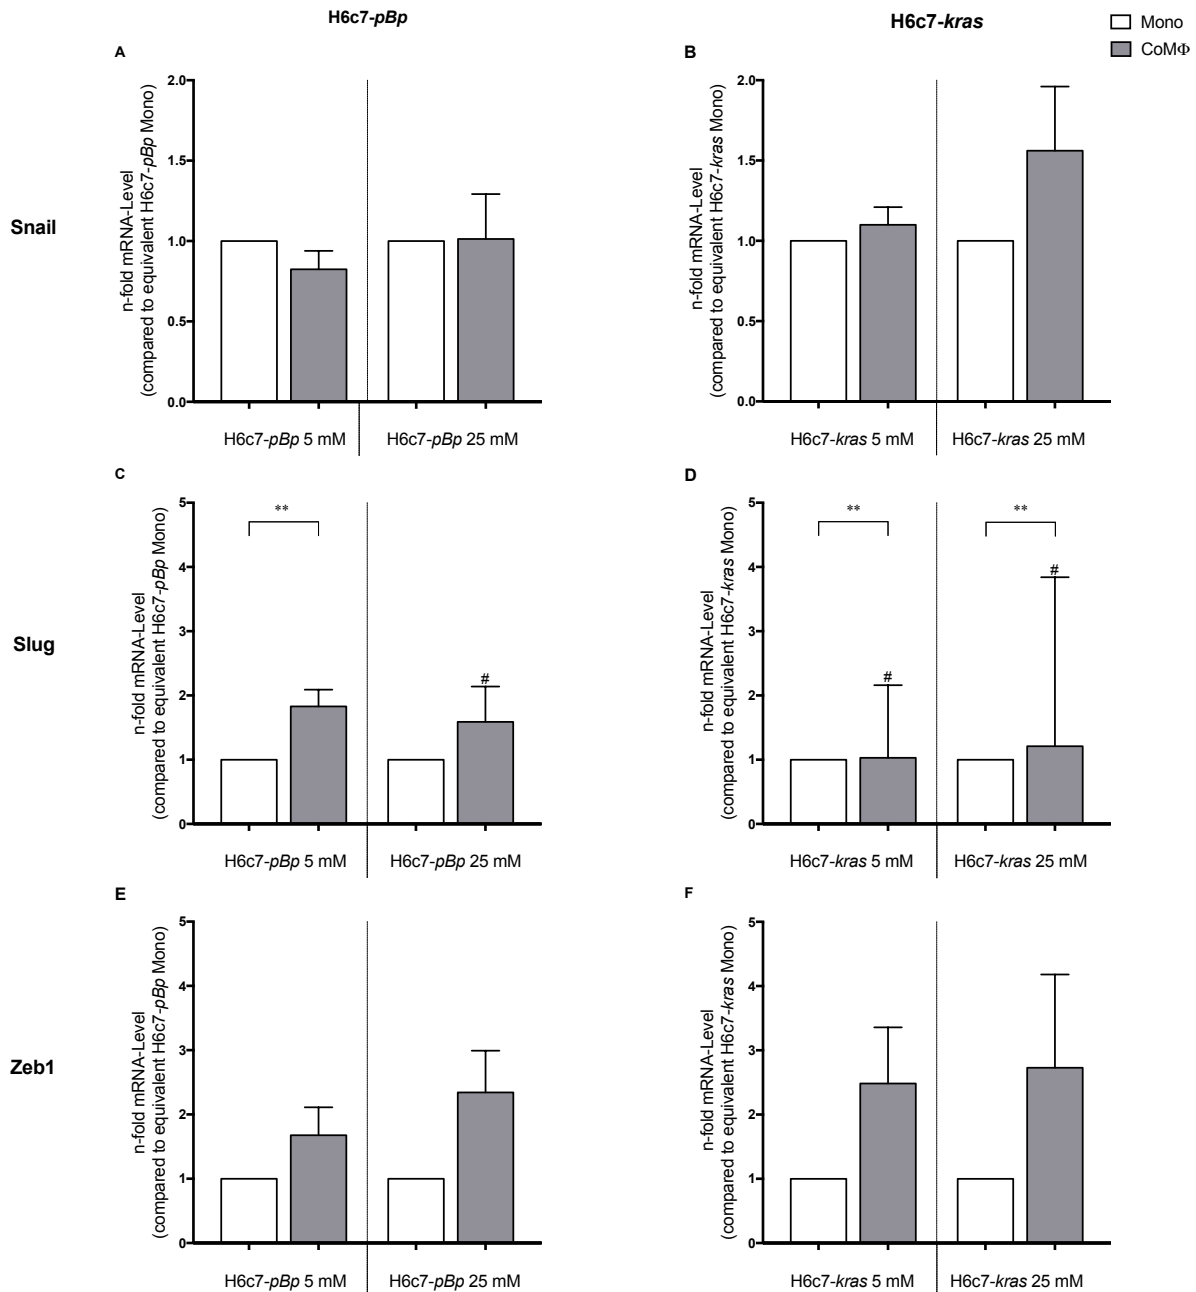 H6c7-pBp
H6c7-kras
Mono
CoMΦ
Snail
A
n-fold mRNA-Level
(compared to equivalent H6c7-pBp Mono)
2.0
1.5
1.0
0.5
0.0
H6c7-pBp 5 mM
H6c7-pBp 25 mM
B
n-fold mRNA-Level
(compared to equivalent H6c7-kras Mono)
2.0
1.5
1.0
0.5
0.0
H6c7-kras 5 mM
H6c7-kras 25 mM
Slug
C
n-fold mRNA-Level
(compared to equivalent H6c7-pBp Mono)
5
4
3
2
1
0
**
#
H6c7-pBp 5 mM
H6c7-pBp 25 mM
D
n-fold mRNA-Level
(compared to equivalent H6c7-kras Mono)
5
4
3
2
1
0
**
**
#
#
H6c7-kras 5 mM
H6c7-kras 25 mM
Zeb1
E
n-fold mRNA-Level
(compared to equivalent H6c7-pBp Mono)
5
4
3
2
1
0
H6c7-pBp 5 mM
H6c7-pBp 25 mM
F
n-fold mRNA-Level
(compared to equivalent H6c7-kras Mono)
5
4
3
2
1
0
H6c7-kras 5 mM
H6c7-kras 25 mM